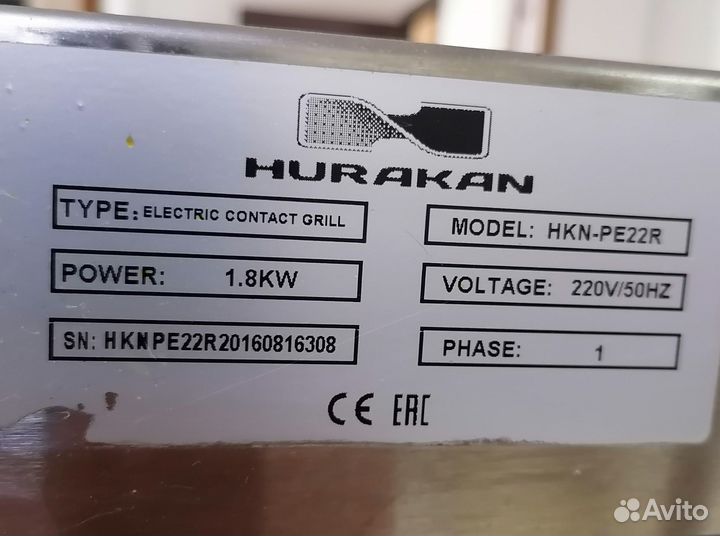 HURAKAN
TYPE: ELECTRIC CONTACT GRILL
MODEL: HKN-PE22R
POWER: 1.8KW
VOLTAGE: 220V/50HZ
SN: HKNPE22R20160816308
PHASE: 1
CE EAC
Avito